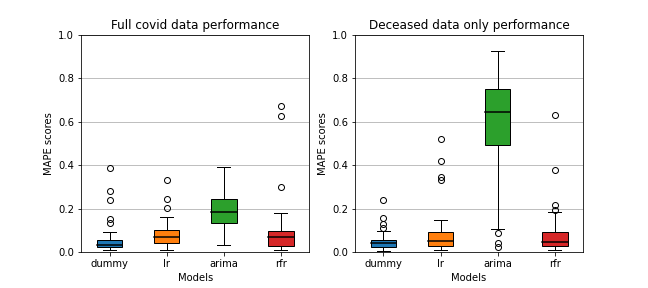 Full covid data performance
1.0
0.8
0.6
0.4
0.2
0.0
MAPE scores
dummy lr arima rfr
Models
Deceased data only performance
1.0
0.8
0.6
0.4
0.2
0.0
MAPE scores
dummy lr arima rfr
Models